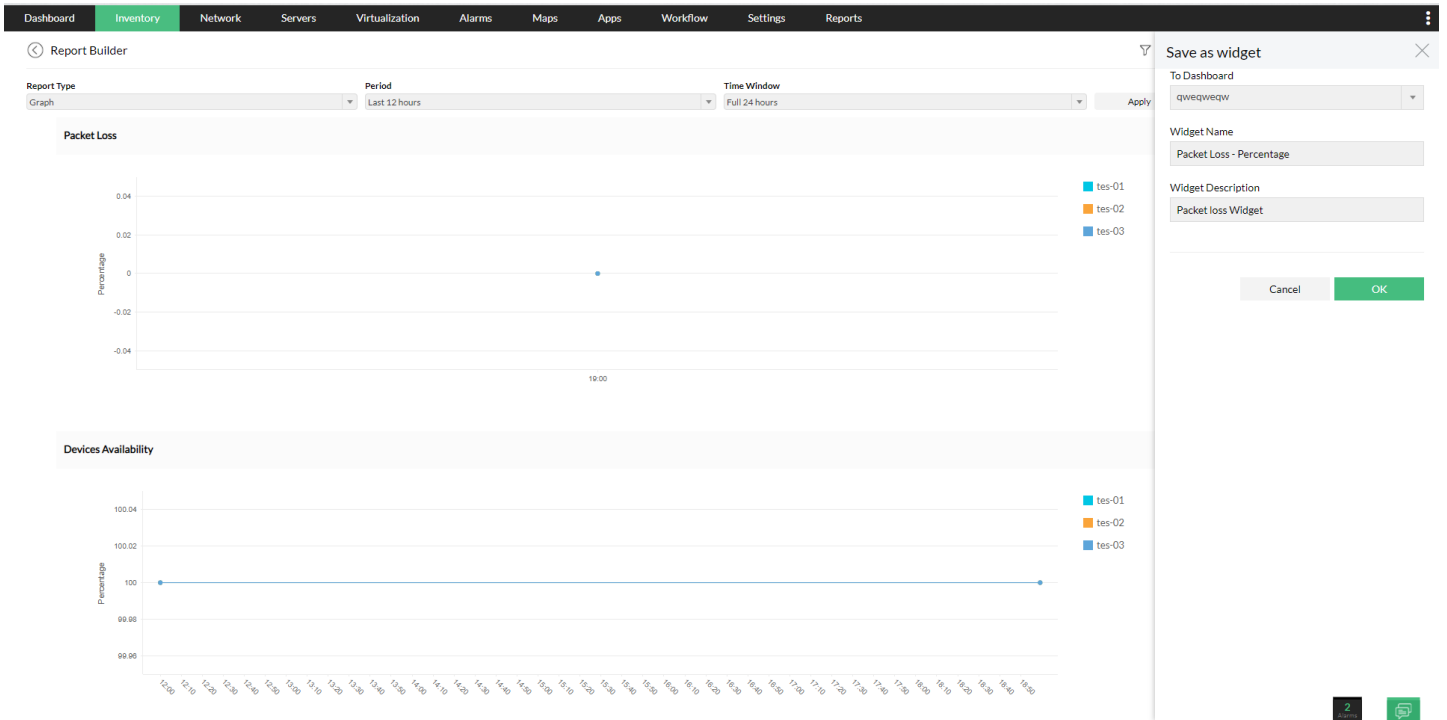 Dashboard Inventory Network Servers Virtualization Alarms Maps Apps Workflow Settings Reports
Report Builder
Report Type Period Time Window
Graph Last 12 hours Full 24 hours Apply
Packet Loss
0.04
0.02
0
-0.02
-0.04
Percentage
19:00
tes-01
tes-02
tes-03
Devices Availability
100.04
100.02
100
99.98
99.96
Percentage
12:00 12:10 12:20 12:30 12:40 12:50 13:00 13:10 13:20 13:30 13:40 13:50 14:00 14:10 14:20 14:30 14:40 14:50 15:00 15:10 15:20 15:30 15:40 15:50 16:00 16:10 16:20 16:30 16:40 16:50 17:00 17:10 17:20 17:30 17:40 17:50 18:00 18:10 18:20 18:30 18:40 18:50
tes-01
tes-02
tes-03
Save as widget
To Dashboard
qweqweqw
Widget Name
Packet Loss - Percentage
Widget Description
Packet loss Widget
Cancel OK
2
Alarms